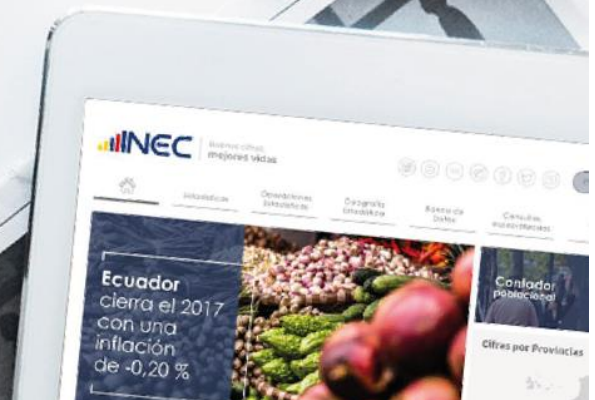 INEC
Buenas cifras,
mejores vidas
Estadísticas
Operaciones
Estadísticas
Geografía
Estadística
Banco de
Datos
Consultas
Ecuador
cierra el 2017
con una
inflación
de -0,20 %
Contador
poblacional
Cifras por Provincias